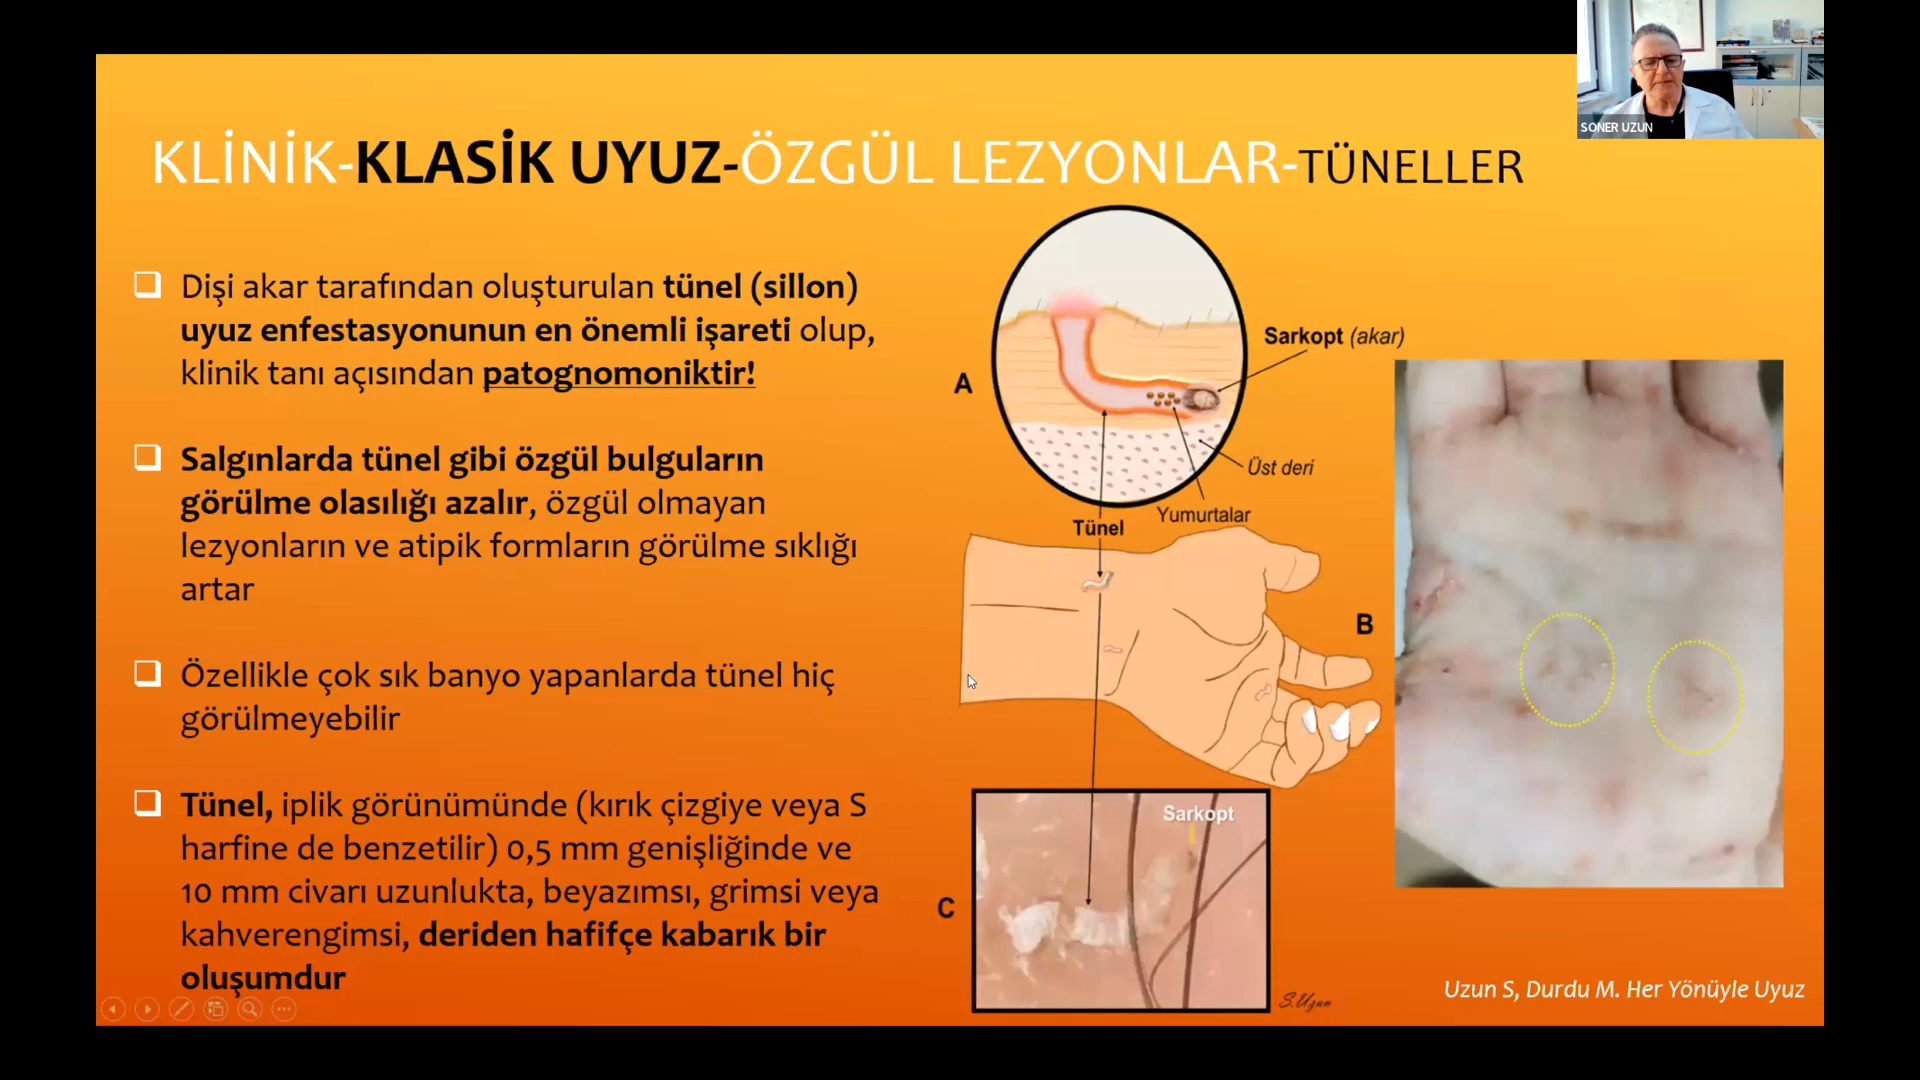 SONER UZUN
KLİNİK-KLASİK UYUZ-ÖZGÜL LEZYONLAR-TÜNELLER
Dişi akar tarafından oluşturulan tünel (sillon)
uyuz enfestasyonunun en önemli işareti olup,
klinik tanı açısından patognomoniktir!
Salgınlarda tünel gibi özgül bulguların
görülme olasılığı azalır, özgül olmayan
lezyonların ve atipik formların görülme sıklığı
artar
Özellikle çok sık banyo yapanlarda tünel hiç
görülmeyebilir
Tünel, iplik görünümünde (kırık çizgiye veya S
harfine de benzetilir) 0,5 mm genişliğinde ve
10 mm civarı uzunlukta, beyazımsı, grimsi veya
kahverengimsi, deriden hafifçe kabarık bir
oluşumdur
A
Sarkopt (akar)
Üst deri
Yumurtalar
Tünel
B
C
Sarkopt
S.Uzun
Uzun S, Durdu M. Her Yönüyle Uyuz